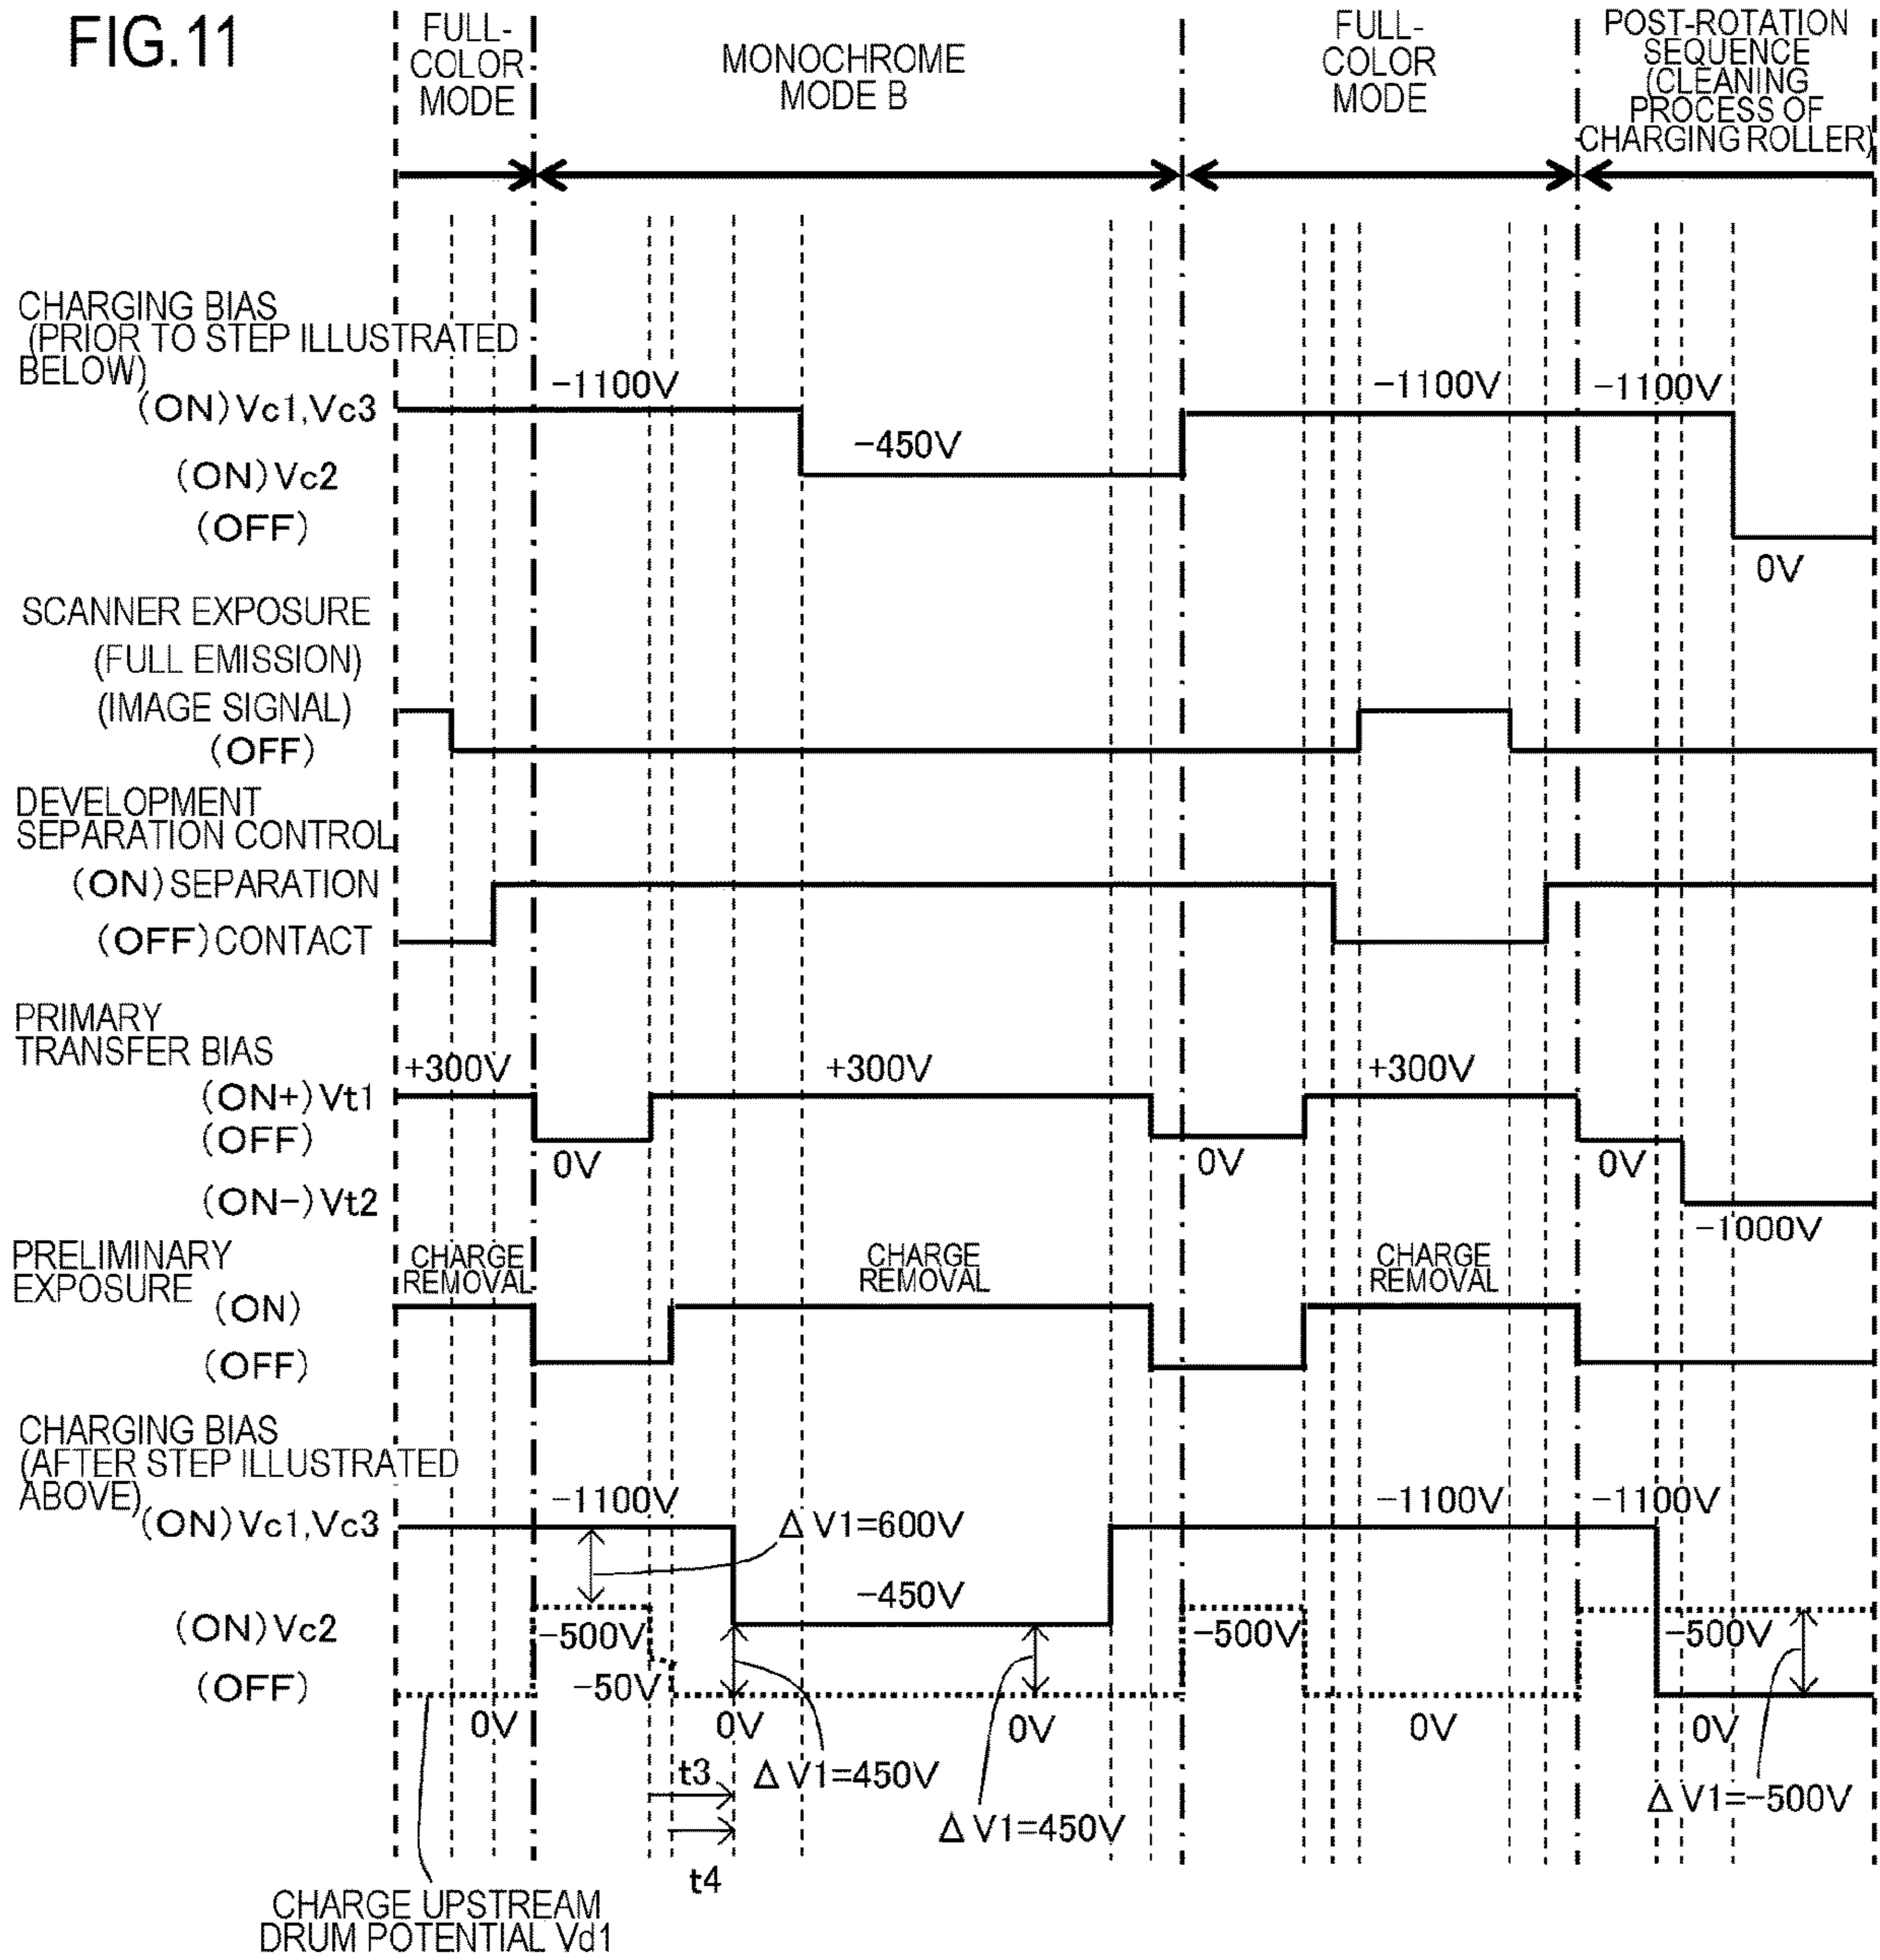 FIG.11
FULL-
COLOR
MODE
MONOCHROME
MODE B
FULL-
COLOR
MODE
POST-ROTATION
SEQUENCE
(CLEANING
PROCESS OF
CHARGING ROLLER)
CHARGING BIAS
(PRIOR TO STEP ILLUSTRATED
BELOW)
(ON) Vc1,Vc3
-1100V
-1100V
-1100V
-450V
(ON) Vc2
(OFF)
0V
SCANNER EXPOSURE
(FULL EMISSION)
(IMAGE SIGNAL)
(OFF)
DEVELOPMENT
SEPARATION CONTROL
(ON) SEPARATION
(OFF) CONTACT
PRIMARY
TRANSFER BIAS
+300V
+300V
+300V
(ON+) Vt1
(OFF)
0V
0V
0V
(ON-) Vt2
-1000V
PRELIMINARY
EXPOSURE
CHARGE
REMOVAL
CHARGE
REMOVAL
CHARGE
REMOVAL
(ON)
(OFF)
CHARGING BIAS
(AFTER STEP ILLUSTRATED
ABOVE)
(ON) Vc1,Vc3
-1100V
-1100V
-1100V
Δ V1=600V
-450V
(ON) Vc2
-500V
-500V
-500V
(OFF)
-50V
0V
0V
0V
0V
0V
t3
Δ V1=450V
Δ V1=450V
Δ V1=-500V
t4
CHARGE UPSTREAM
DRUM POTENTIAL Vd1